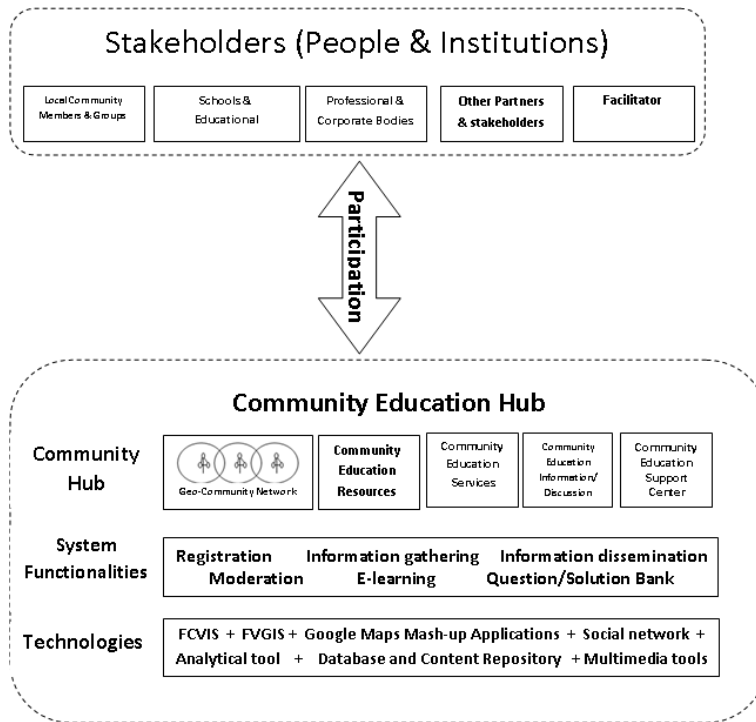 Stakeholders (People & Institutions)
Local Community
Members & Groups
Schools &
Educational
Professional &
Corporate Bodies
Other Partners
& stakeholders
Facilitator
Participation
Community Education Hub
Community
Hub
Geo-Community Network
Community
Education
Resources
Community
Education
Services
Community
Education
Information/
Discussion
Community
Education
Support
Center
System
Functionalities
Registration Information gathering Information dissemination
Moderation E-learning Question/Solution Bank
Technologies
FCVIS + FVGIS + Google Maps Mash-up Applications + Social network +
Analytical tool + Database and Content Repository + Multimedia tools